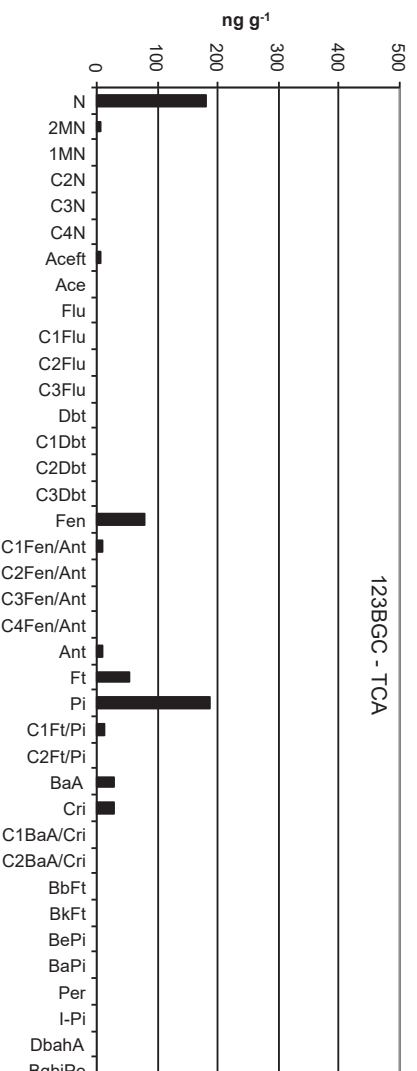 ng g-1
0 100 200 300 400 500
N
2MN
1MN
C2N
C3N
C4N
Aceft
Ace
Flu
C1Flu
C2Flu
C3Flu
Dbt
C1Dbt
C2Dbt
C3Dbt
Fen
C1Fen/Ant
C2Fen/Ant
C3Fen/Ant
C4Fen/Ant
Ant
Ft
Pi
C1Ft/Pi
C2Ft/Pi
BaA
Cri
C1BaA/Cri
C2BaA/Cri
BbFt
BkFt
BePi
BaPi
Per
I-Pi
DbahA
123BGC - TCA